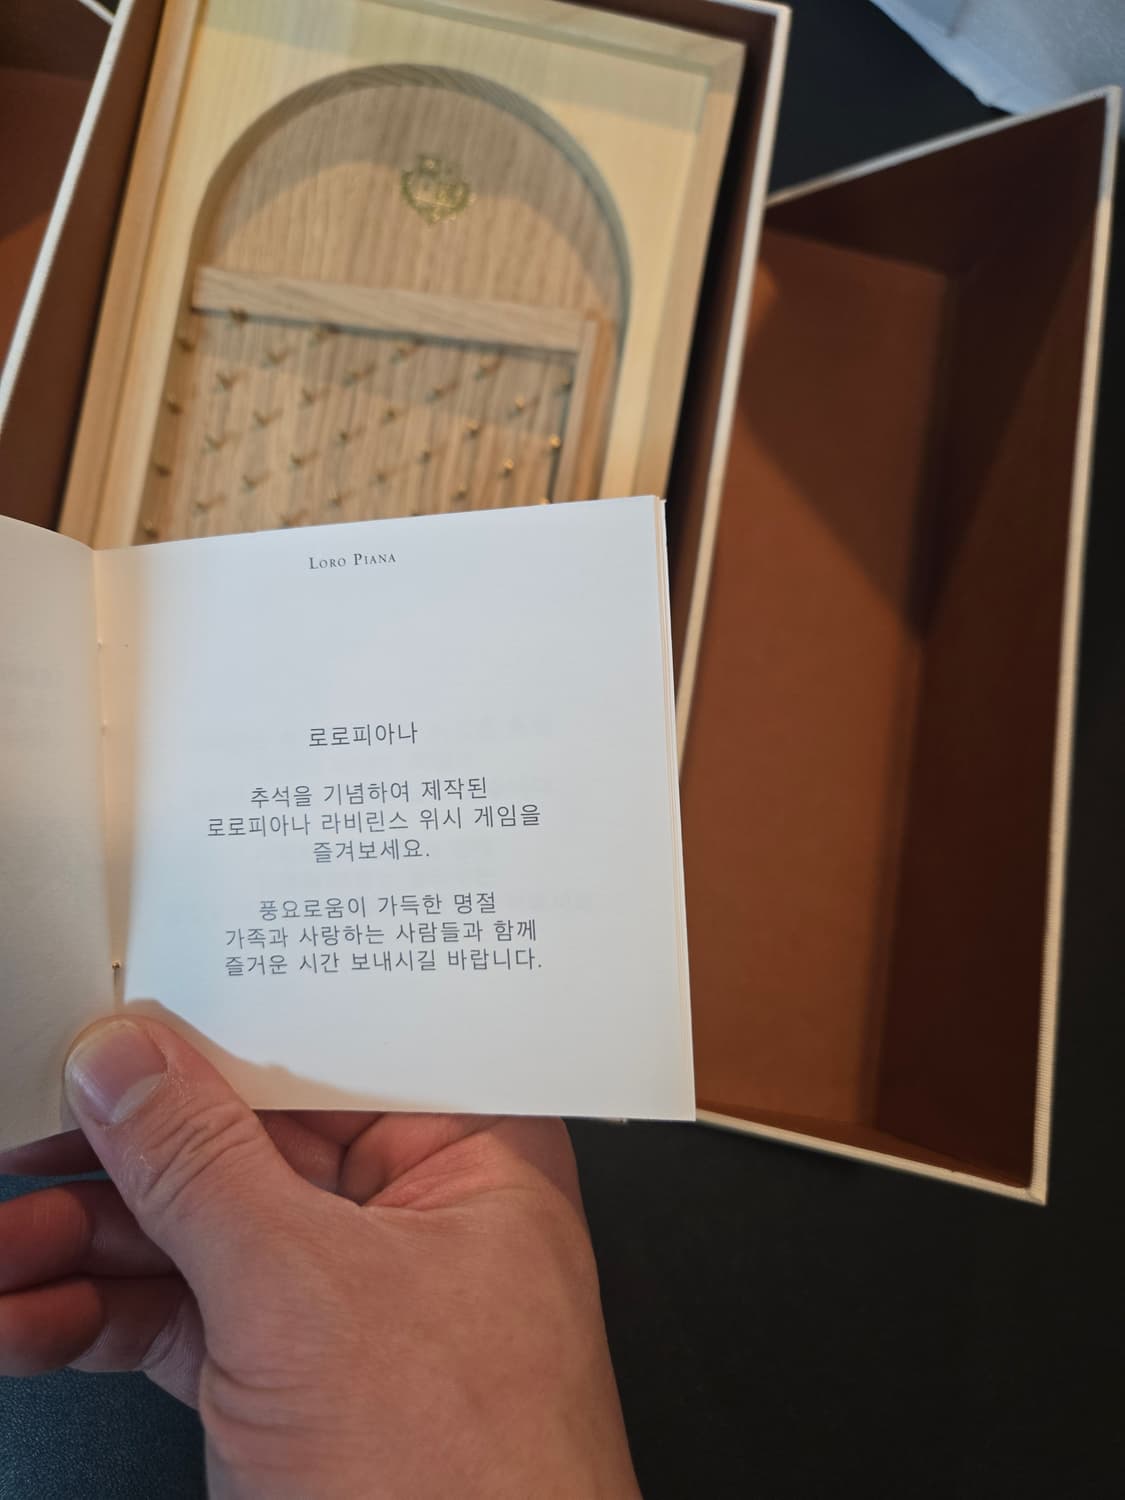 Loro Piana
로로피아나
추석을 기념하여 제작된
로로피아나 라비린스 위시 게임을
즐겨보세요.
풍요로움이 가득한 명절
가족과 사랑하는 사람들과 함께
즐거운 시간 보내시길 바랍니다.